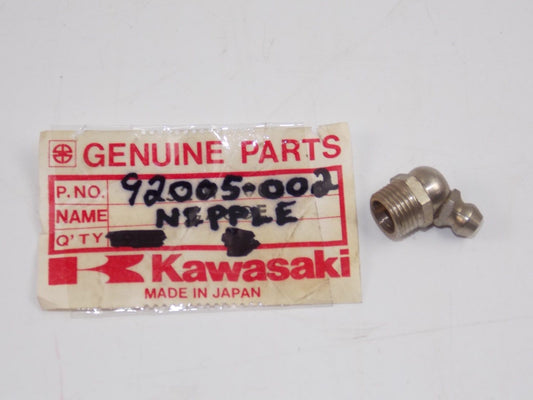 GENUINE PARTS
P.NO. 92005-002
NAME NIPPLE
Q'TY
Kawasaki
MADE IN JAPAN